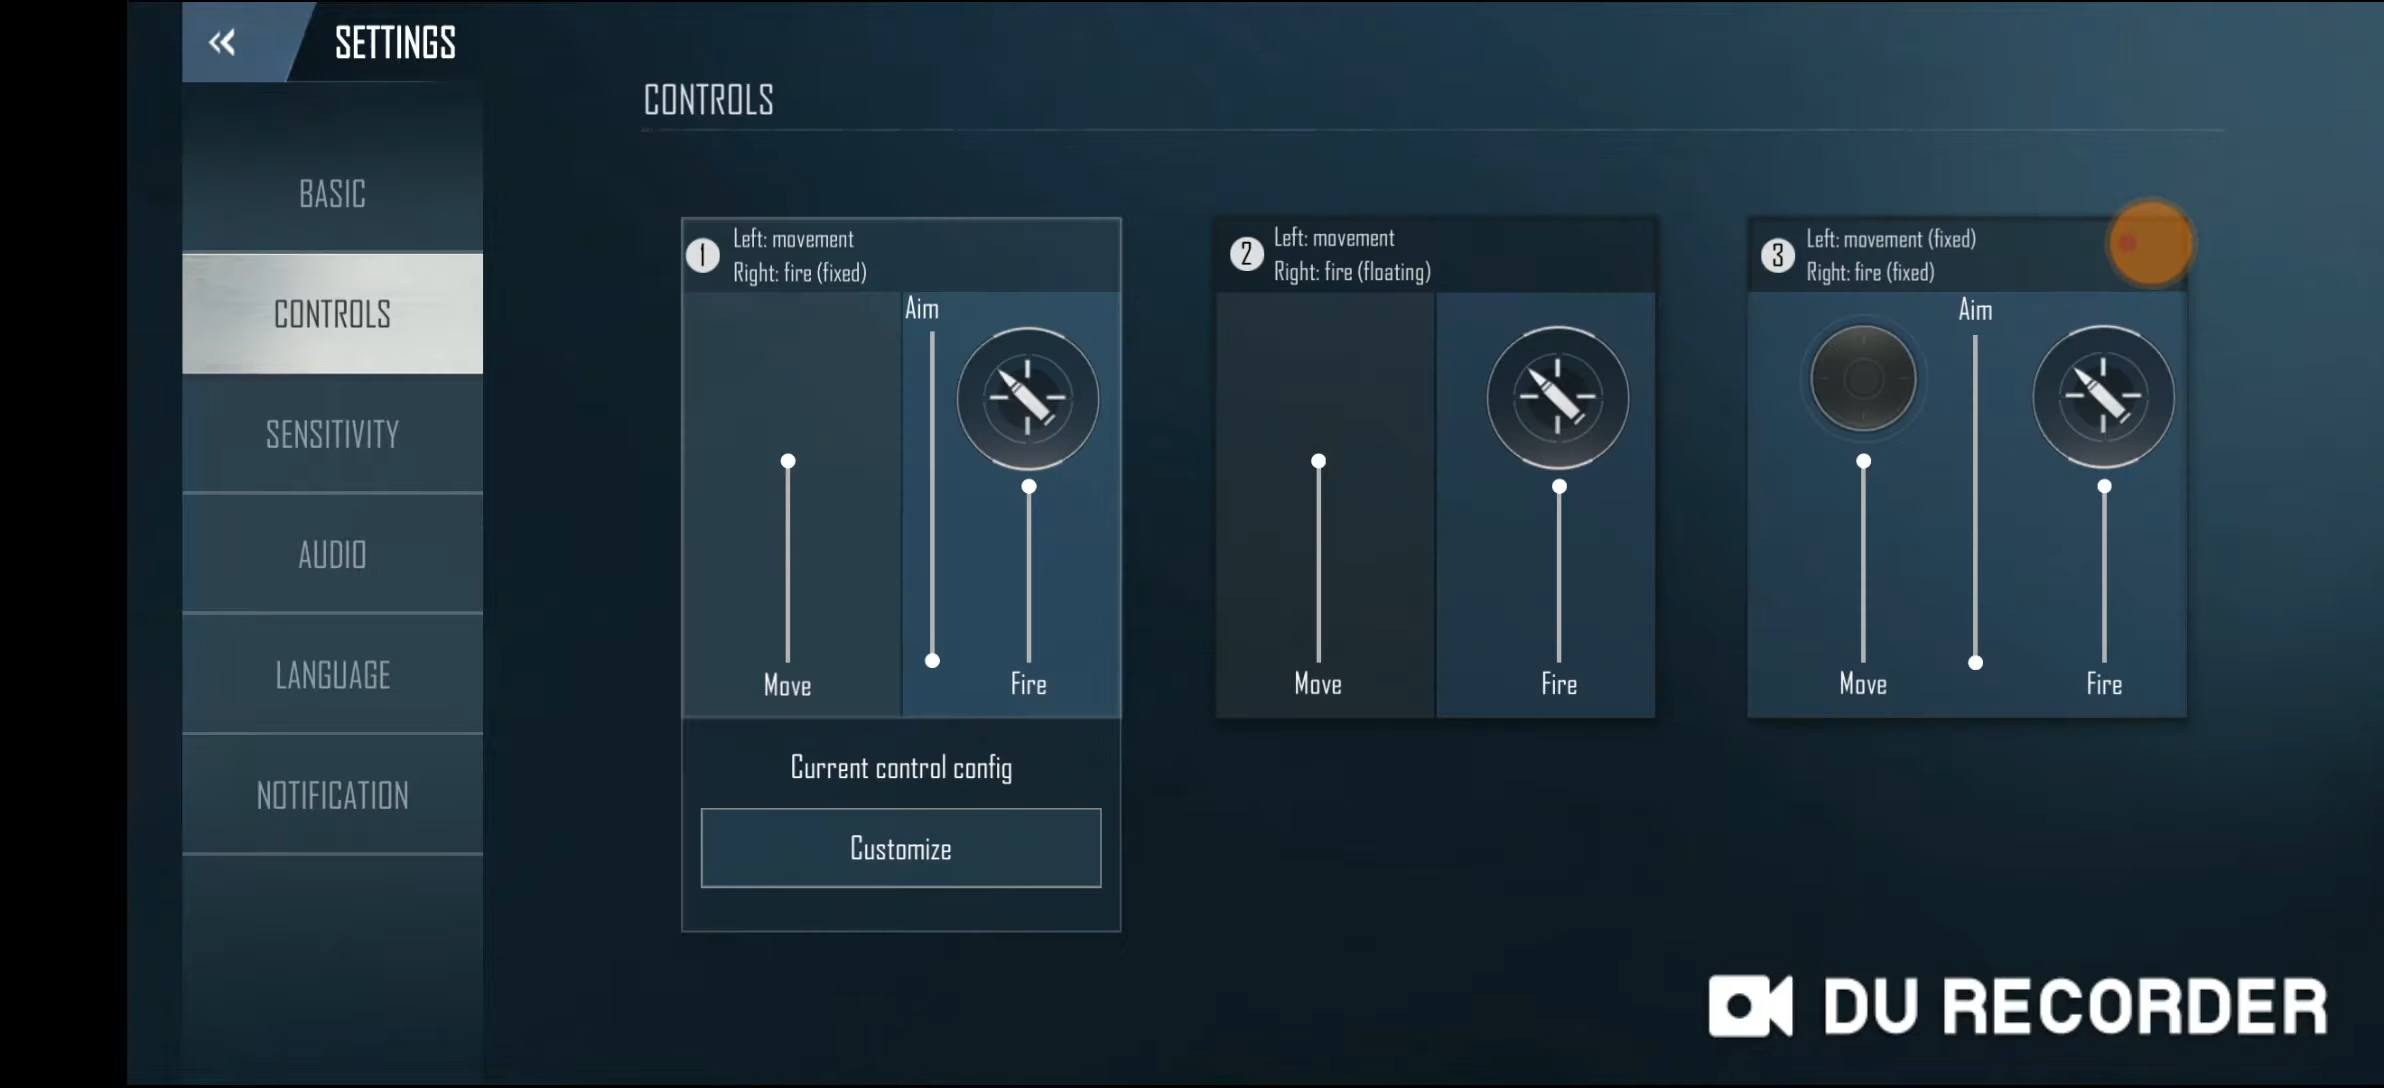 SETTINGS
BASIC
CONTROLS
SENSITIVITY
AUDIO
LANGUAGE
NOTIFICATION
CONTROLS
1
Left: movement
Right: fire (fixed)
Aim
Move
Fire
Current control config
Customize
2
Left: movement
Right: fire (floating)
Move
Fire
3
Left: movement (fixed)
Right: fire (fixed)
Aim
Move
Fire
DU RECORDER